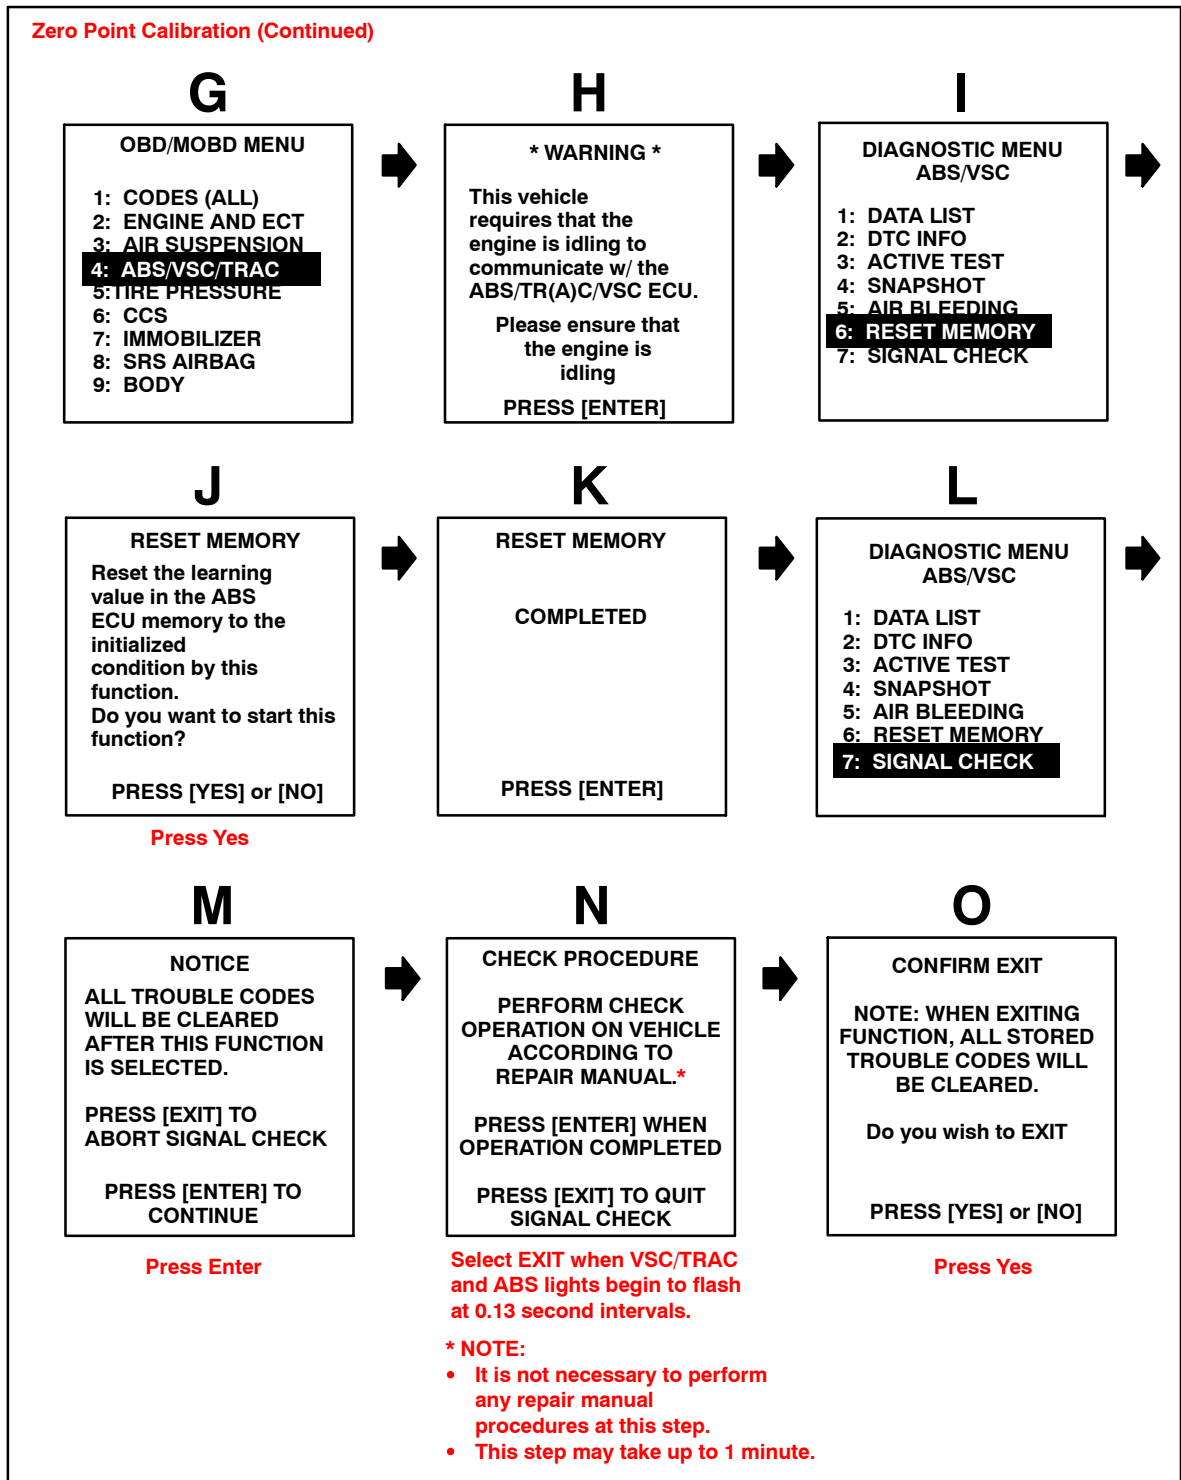 Zero Point Calibration (Continued)
G
OBD/MOBD MENU
1: CODES (ALL)
2: ENGINE AND ECT
3: AIR SUSPENSION
4: ABS/VSC/TRAC
5:TIRE PRESSURE
6: CCS
7: IMMOBILIZER
8: SRS AIRBAG
9: BODY
H
* WARNING *
This vehicle
requires that the
engine is idling to
communicate w/ the
ABS/TR(A)C/VSC ECU.
Please ensure that
the engine is
idling
PRESS [ENTER]
I
DIAGNOSTIC MENU
ABS/VSC
1: DATA LIST
2: DTC INFO
3: ACTIVE TEST
4: SNAPSHOT
5: AIR BLEEDING
6: RESET MEMORY
7: SIGNAL CHECK
J
RESET MEMORY
Reset the learning
value in the ABS
ECU memory to the
initialized
condition by this
function.
Do you want to start this
function?
PRESS [YES] or [NO]
Press Yes
K
RESET MEMORY
COMPLETED
PRESS [ENTER]
L
DIAGNOSTIC MENU
ABS/VSC
1: DATA LIST
2: DTC INFO
3: ACTIVE TEST
4: SNAPSHOT
5: AIR BLEEDING
6: RESET MEMORY
7: SIGNAL CHECK
M
NOTICE
ALL TROUBLE CODES
WILL BE CLEARED
AFTER THIS FUNCTION
IS SELECTED.
PRESS [EXIT] TO
ABORT SIGNAL CHECK
PRESS [ENTER] TO
CONTINUE
Press Enter
N
CHECK PROCEDURE
PERFORM CHECK
OPERATION ON VEHICLE
ACCORDING TO
REPAIR MANUAL.*
PRESS [ENTER] WHEN
OPERATION COMPLETED
PRESS [EXIT] TO QUIT
SIGNAL CHECK
Select EXIT when VSC/TRAC
and ABS lights begin to flash
at 0.13 second intervals.
* NOTE:
• It is not necessary to perform
any repair manual
procedures at this step.
• This step may take up to 1 minute.
O
CONFIRM EXIT
NOTE: WHEN EXITING
FUNCTION, ALL STORED
TROUBLE CODES WILL
BE CLEARED.
Do you wish to EXIT
PRESS [YES] or [NO]
Press Yes